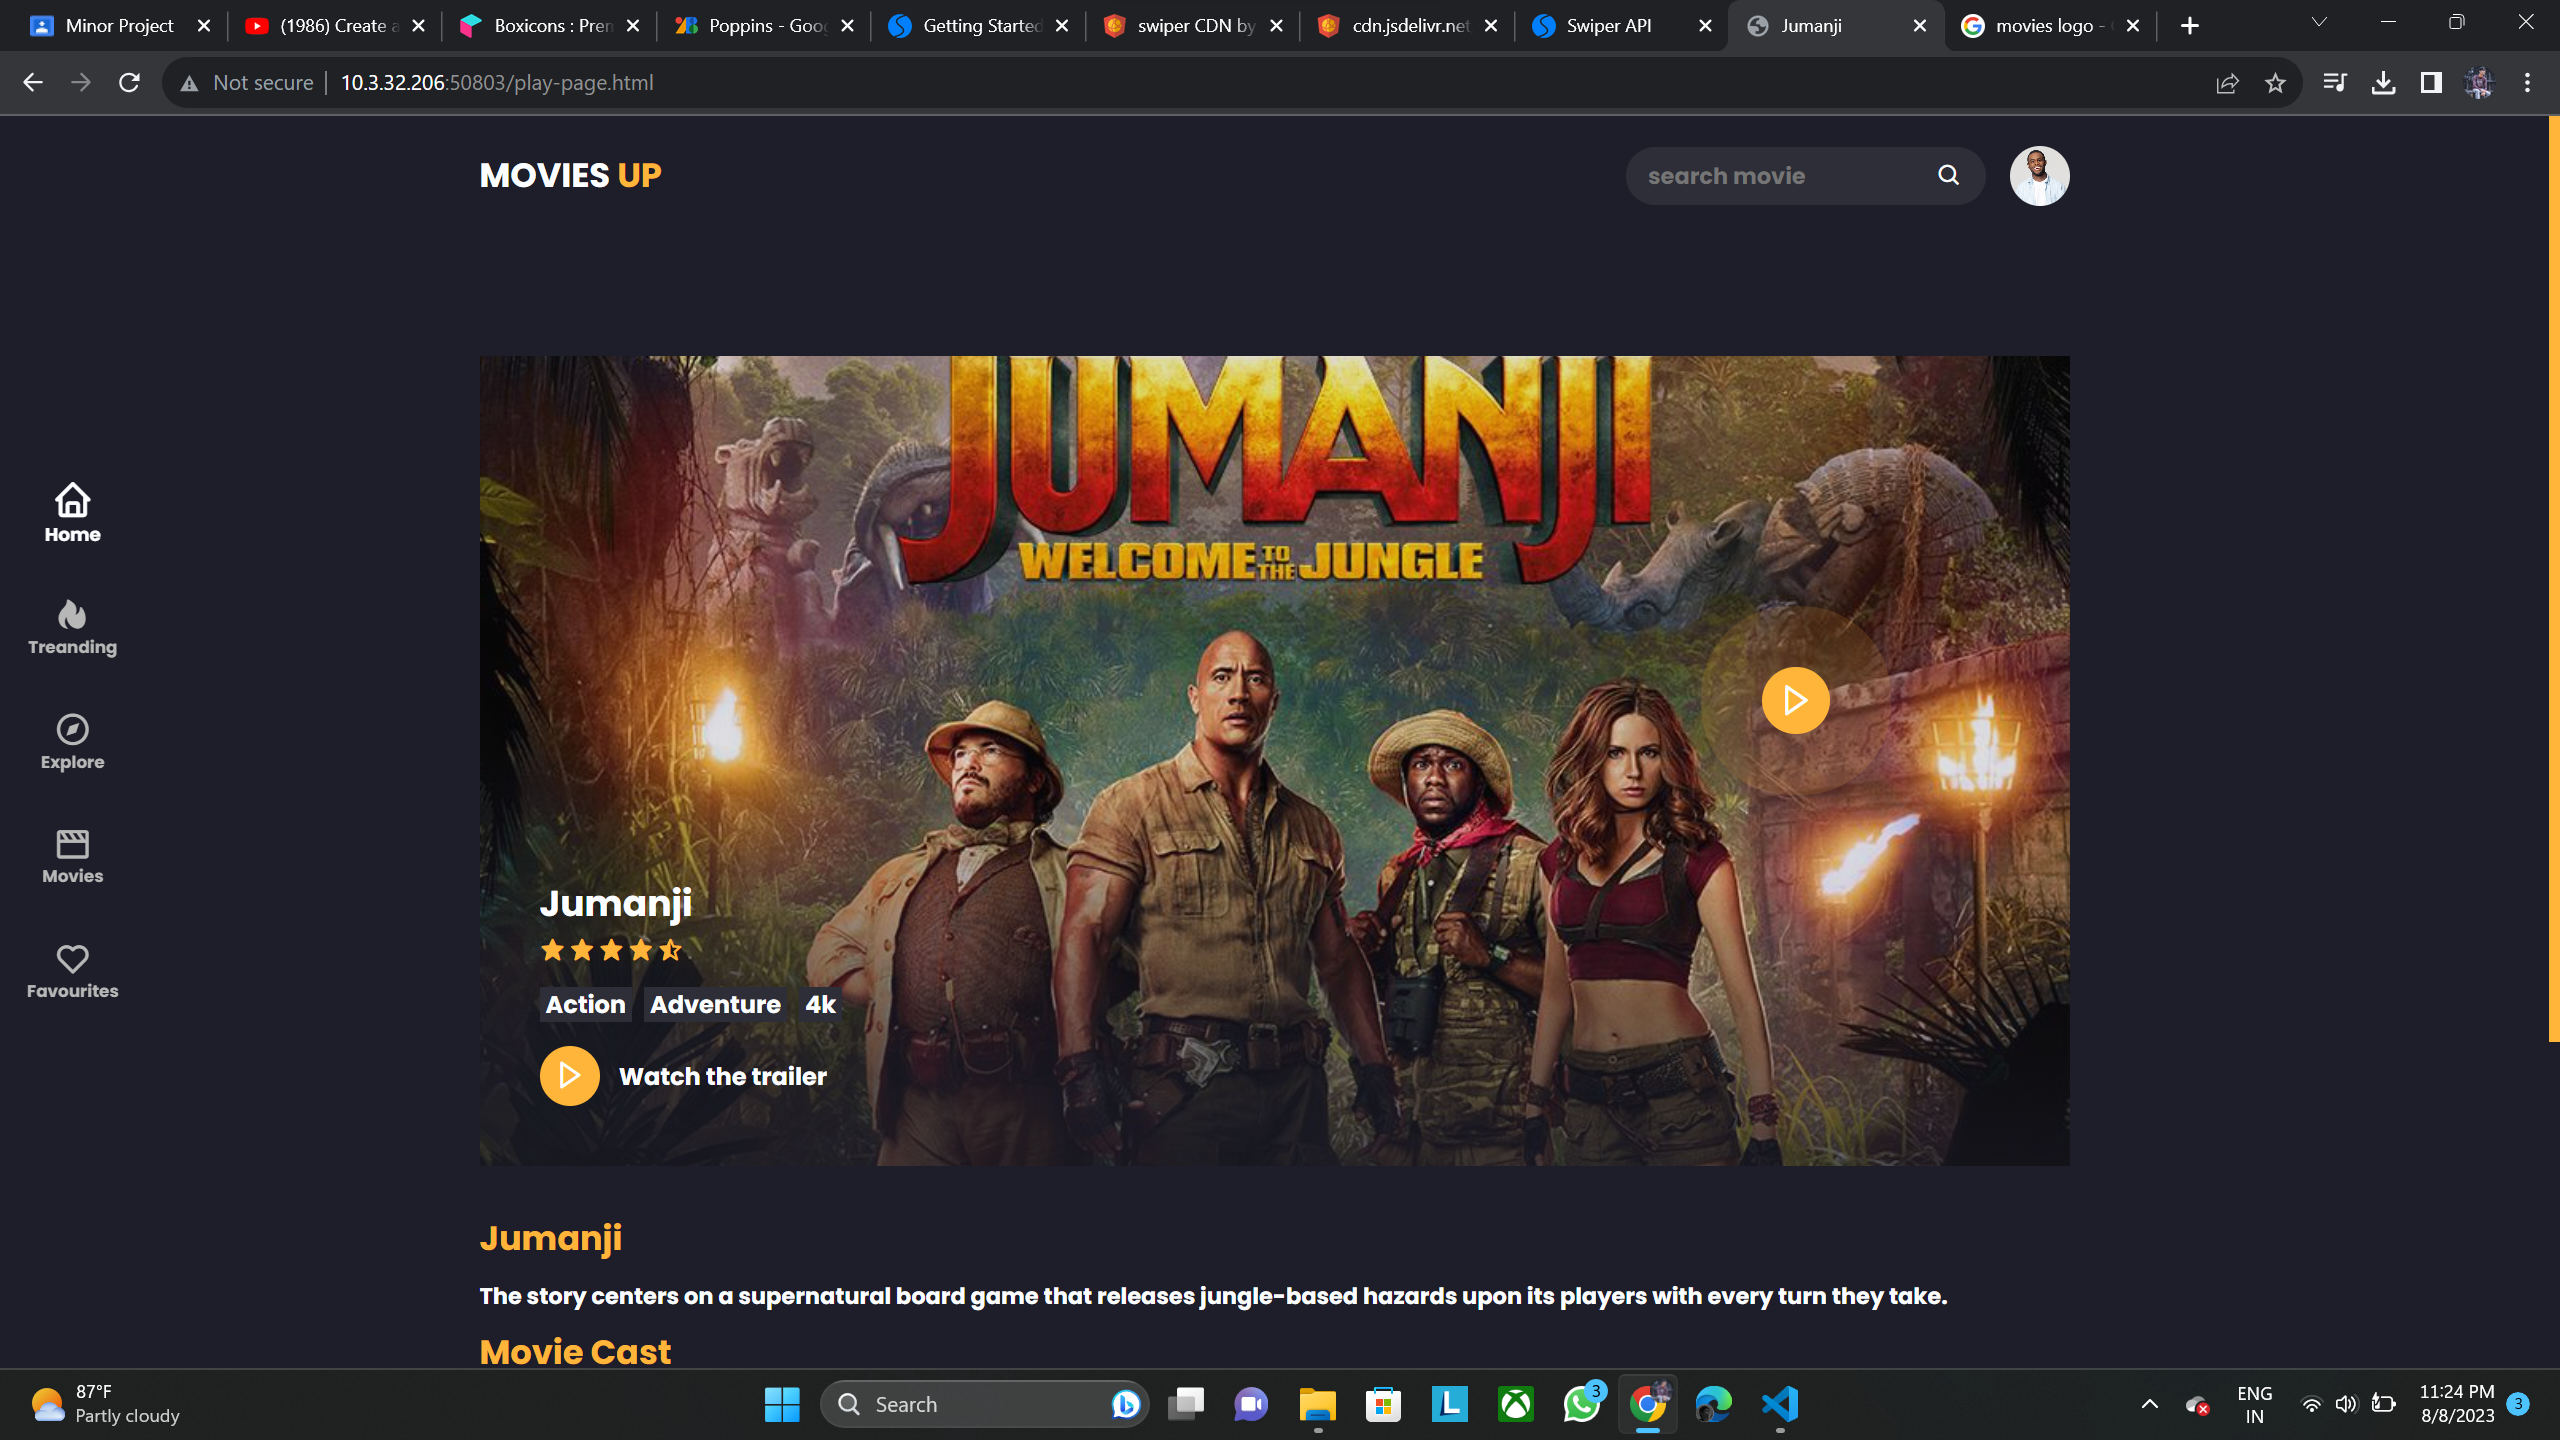 Minor Project
(1986) Create a
Boxicons : Pren
Poppins - Goog
Getting Started
swiper CDN by
cdn.jsdelivr.net
Swiper API
Jumanji
movies logo -
Not secure
10.3.32.206:50803/play-page.html
MOVIES UP
search movie
Home
Treanding
Explore
Movies
Favourites
JUMANJI
WELCOME TO THE JUNGLE
Jumanji
Action Adventure 4k
Watch the trailer
Jumanji
The story centers on a supernatural board game that releases jungle-based hazards upon its players with every turn they take.
Movie Cast
87°F
Partly cloudy
Search
3
ENG
IN
11:24 PM
8/8/2023
3